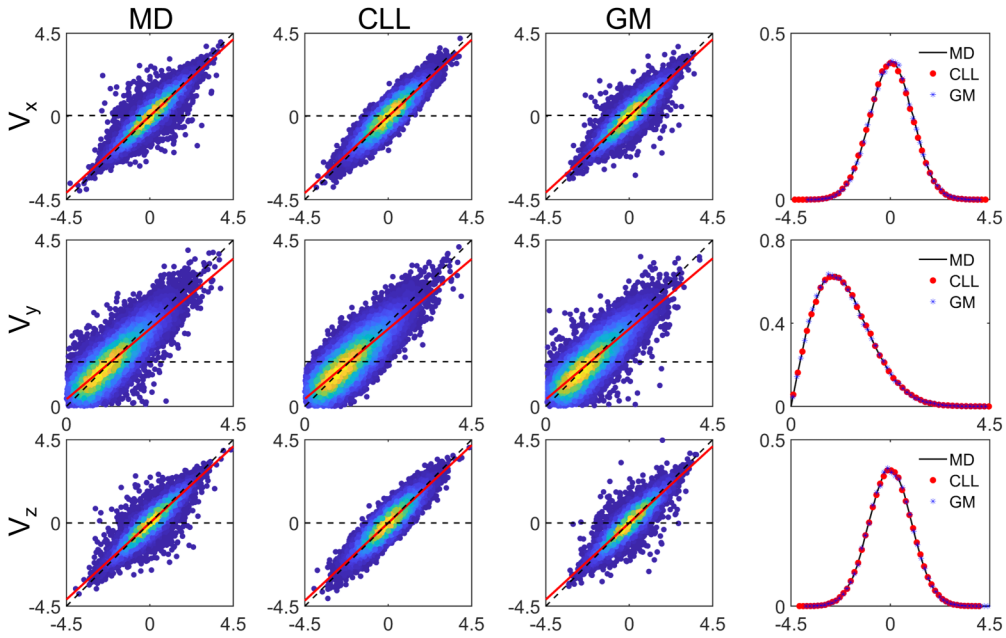 MD CLL GM
4.5 4.5 4.5 0.5
V_x 0 0 0 MD
CLL
GM
-4.5 -4.5 -4.5 0
-4.5 0 4.5 -4.5 0 4.5 -4.5 0 4.5 -4.5 0 4.5
4.5 4.5 4.5 0.8
V_y 0.4 MD
CLL
GM
0 0 0 0
0 4.5 0 4.5 0 4.5 0 4.5
4.5 4.5 4.5 0.5
V_z 0 0 0 MD
CLL
GM
-4.5 -4.5 -4.5 0
-4.5 0 4.5 -4.5 0 4.5 -4.5 0 4.5 -4.5 0 4.5